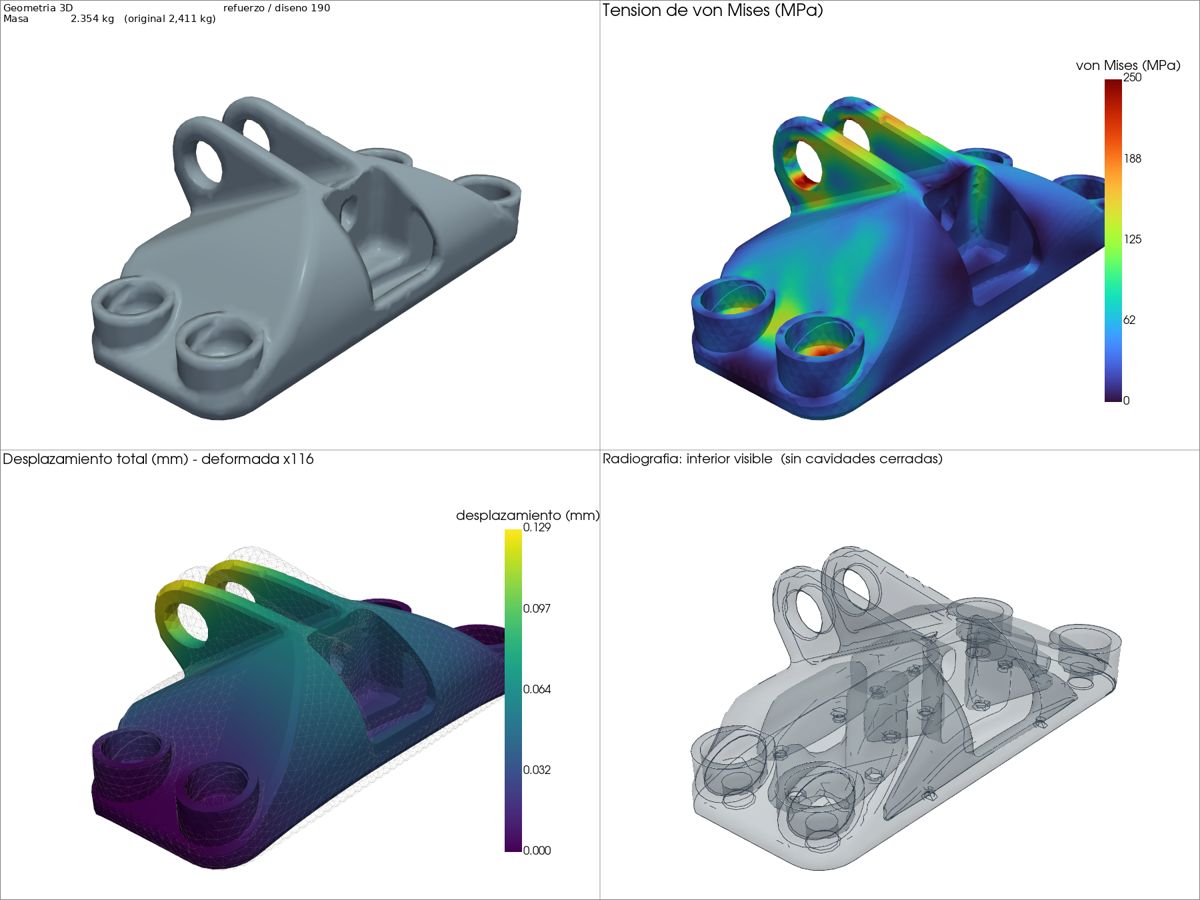 Geometria 3D refuerzo / diseno 190
Masa 2.354 kg (original 2,411 kg)
Tension de von Mises (MPa)
von Mises (MPa)
250
188
125
62
0
Desplazamiento total (mm) - deformada x116
desplazamiento (mm)
0.129
0.097
0.064
0.032
0.000
Radiografia: interior visible (sin cavidades cerradas)